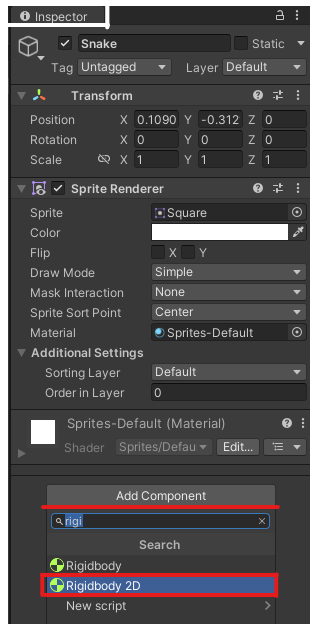 Inspector
Snake Static
Tag Untagged Layer Default
Transform
Position X 0.1090 Y -0.312 Z 0
Rotation X 0 Y 0 Z 0
Scale X 1 Y 1 Z 1
Sprite Renderer
Sprite Square
Color
Flip X Y
Draw Mode Simple
Mask Interaction None
Sprite Sort Point Center
Material Sprites-Default
Additional Settings
Sorting Layer Default
Order in Layer 0
Sprites-Default (Material)
Shader Sprites/Defau Edit...
Add Component
rigi
Search
Rigidbody
Rigidbody 2D
New script